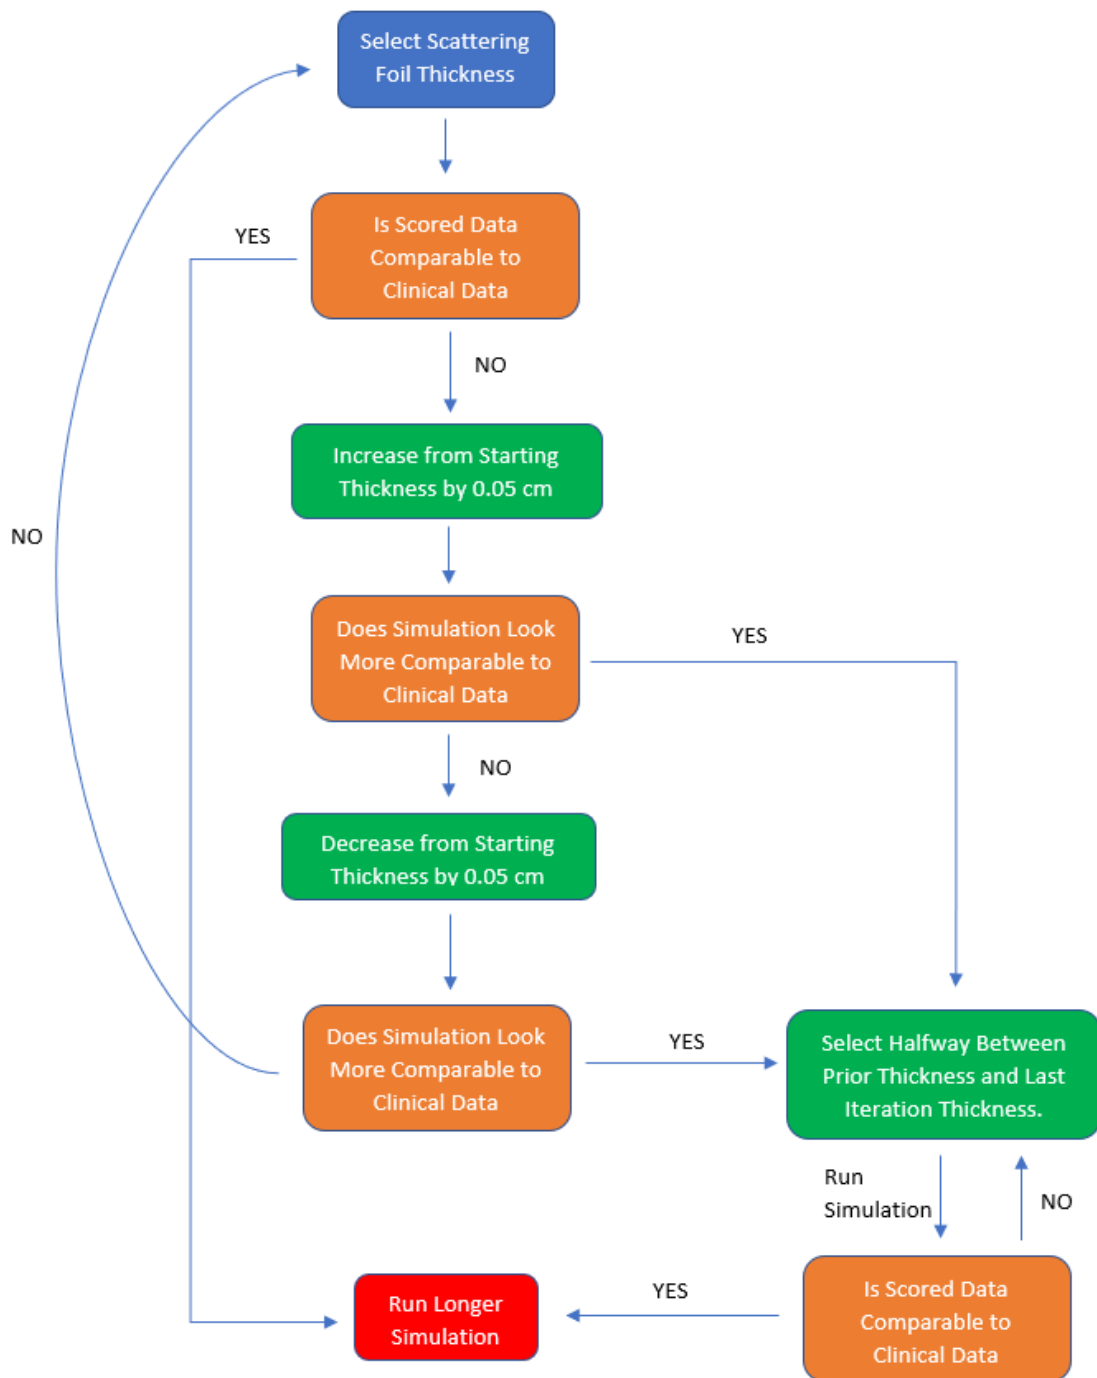 Select Scattering
Foil Thickness
YES
Is Scored Data
Comparable to
Clinical Data
NO
Increase from Starting
Thickness by 0.05 cm
NO
Does Simulation Look
More Comparable to
Clinical Data
YES
NO
Decrease from Starting
Thickness by 0.05 cm
Does Simulation Look
More Comparable to
Clinical Data
YES
Select Halfway Between
Prior Thickness and Last
Iteration Thickness.
Run
Simulation
NO
Is Scored Data
Comparable to
Clinical Data
YES
Run Longer
Simulation